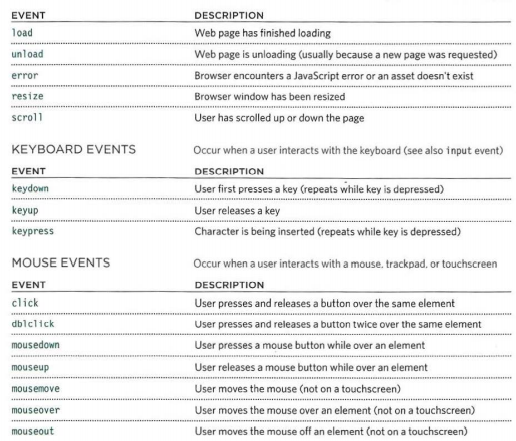 EVENT DESCRIPTION
load Web page has finished loading
unload Web page is unloading (usually because a new page was requested)
error Browser encounters a JavaScript error or an asset doesn't exist
resize Browser window has been resized
scroll User has scrolled up or down the page
KEYBOARD EVENTS Occur when a user interacts with the keyboard (see also input event)
EVENT DESCRIPTION
keydown User first presses a key (repeats while key is depressed)
keyup User releases a key
keypress Character is being inserted (repeats while key is depressed)
MOUSE EVENTS Occur when a user interacts with a mouse, trackpad, or touchscreen
EVENT DESCRIPTION
click User presses and releases a button over the same element
dblclick User presses and releases a button twice over the same element
mousedown User presses a mouse button while over an element
mouseup User releases a mouse button while over an element
mousemove User moves the mouse (not on a touchscreen)
mouseover User moves the mouse over an element (not on a touchscreen)
mouseout User moves the mouse off an element (not on a touchscreen)